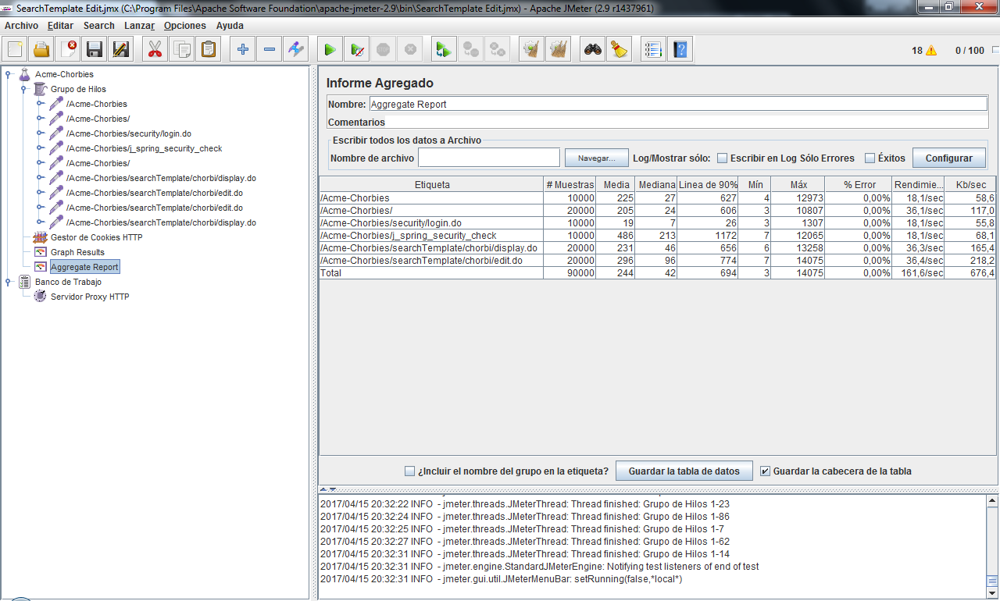 SearchTemplate Edit.jmx (C:\Program Files\Apache Software Foundation\apache-jmeter-2.9\bin\SearchTemplate Edit.jmx) - Apache JMeter (2.9 r1437961)
Archivo Editar Search Lanzar Opciones Ayuda
18 0 / 100
Acme-Chorbies
Grupo de Hilos
/Acme-Chorbies
/Acme-Chorbies/
/Acme-Chorbies/security/login.do
/Acme-Chorbies/j_spring_security_check
/Acme-Chorbies/
/Acme-Chorbies/searchTemplate/chorbi/display.do
/Acme-Chorbies/searchTemplate/chorbi/edit.do
/Acme-Chorbies/searchTemplate/chorbi/edit.do
/Acme-Chorbies/searchTemplate/chorbi/display.do
Gestor de Cookies HTTP
Graph Results
Aggregate Report
Banco de Trabajo
Servidor Proxy HTTP
Informe Agregado
Nombre: Aggregate Report
Comentarios
Escribir todos los datos a Archivo
Nombre de archivo Navegar... Log/Mostrar sólo: Escribir en Log Sólo Errores Éxitos Configurar
Etiqueta # Muestras Media Mediana Linea de 90% Mín Máx % Error Rendimie... Kb/sec
/Acme-Chorbies 10000 225 27 627 4 12973 0,00% 18,1/sec 58,6
/Acme-Chorbies/ 20000 205 24 606 3 10807 0,00% 36,1/sec 117,0
/Acme-Chorbies/security/login.do 10000 19 7 26 3 1307 0,00% 18,1/sec 55,8
/Acme-Chorbies/j_spring_security_check 10000 486 213 1172 7 12065 0,00% 18,1/sec 68,1
/Acme-Chorbies/searchTemplate/chorbi/display.do 20000 231 46 656 6 13258 0,00% 36,3/sec 165,4
/Acme-Chorbies/searchTemplate/chorbi/edit.do 20000 296 96 774 7 14075 0,00% 36,4/sec 218,2
Total 90000 244 42 694 3 14075 0,00% 161,6/sec 676,4
¿Incluir el nombre del grupo en la etiqueta? Guardar la tabla de datos Guardar la cabecera de la tabla
2017/04/15 20:32:22 INFO - jmeter.threads.JMeterThread: Thread finished: Grupo de Hilos 1-23
2017/04/15 20:32:24 INFO - jmeter.threads.JMeterThread: Thread finished: Grupo de Hilos 1-86
2017/04/15 20:32:25 INFO - jmeter.threads.JMeterThread: Thread finished: Grupo de Hilos 1-7
2017/04/15 20:32:27 INFO - jmeter.threads.JMeterThread: Thread finished: Grupo de Hilos 1-62
2017/04/15 20:32:31 INFO - jmeter.threads.JMeterThread: Thread finished: Grupo de Hilos 1-14
2017/04/15 20:32:31 INFO - jmeter.engine.StandardJMeterEngine: Notifying test listeners of end of test
2017/04/15 20:32:31 INFO - jmeter.gui.util.JMeterMenuBar: setRunning(false,*local*)